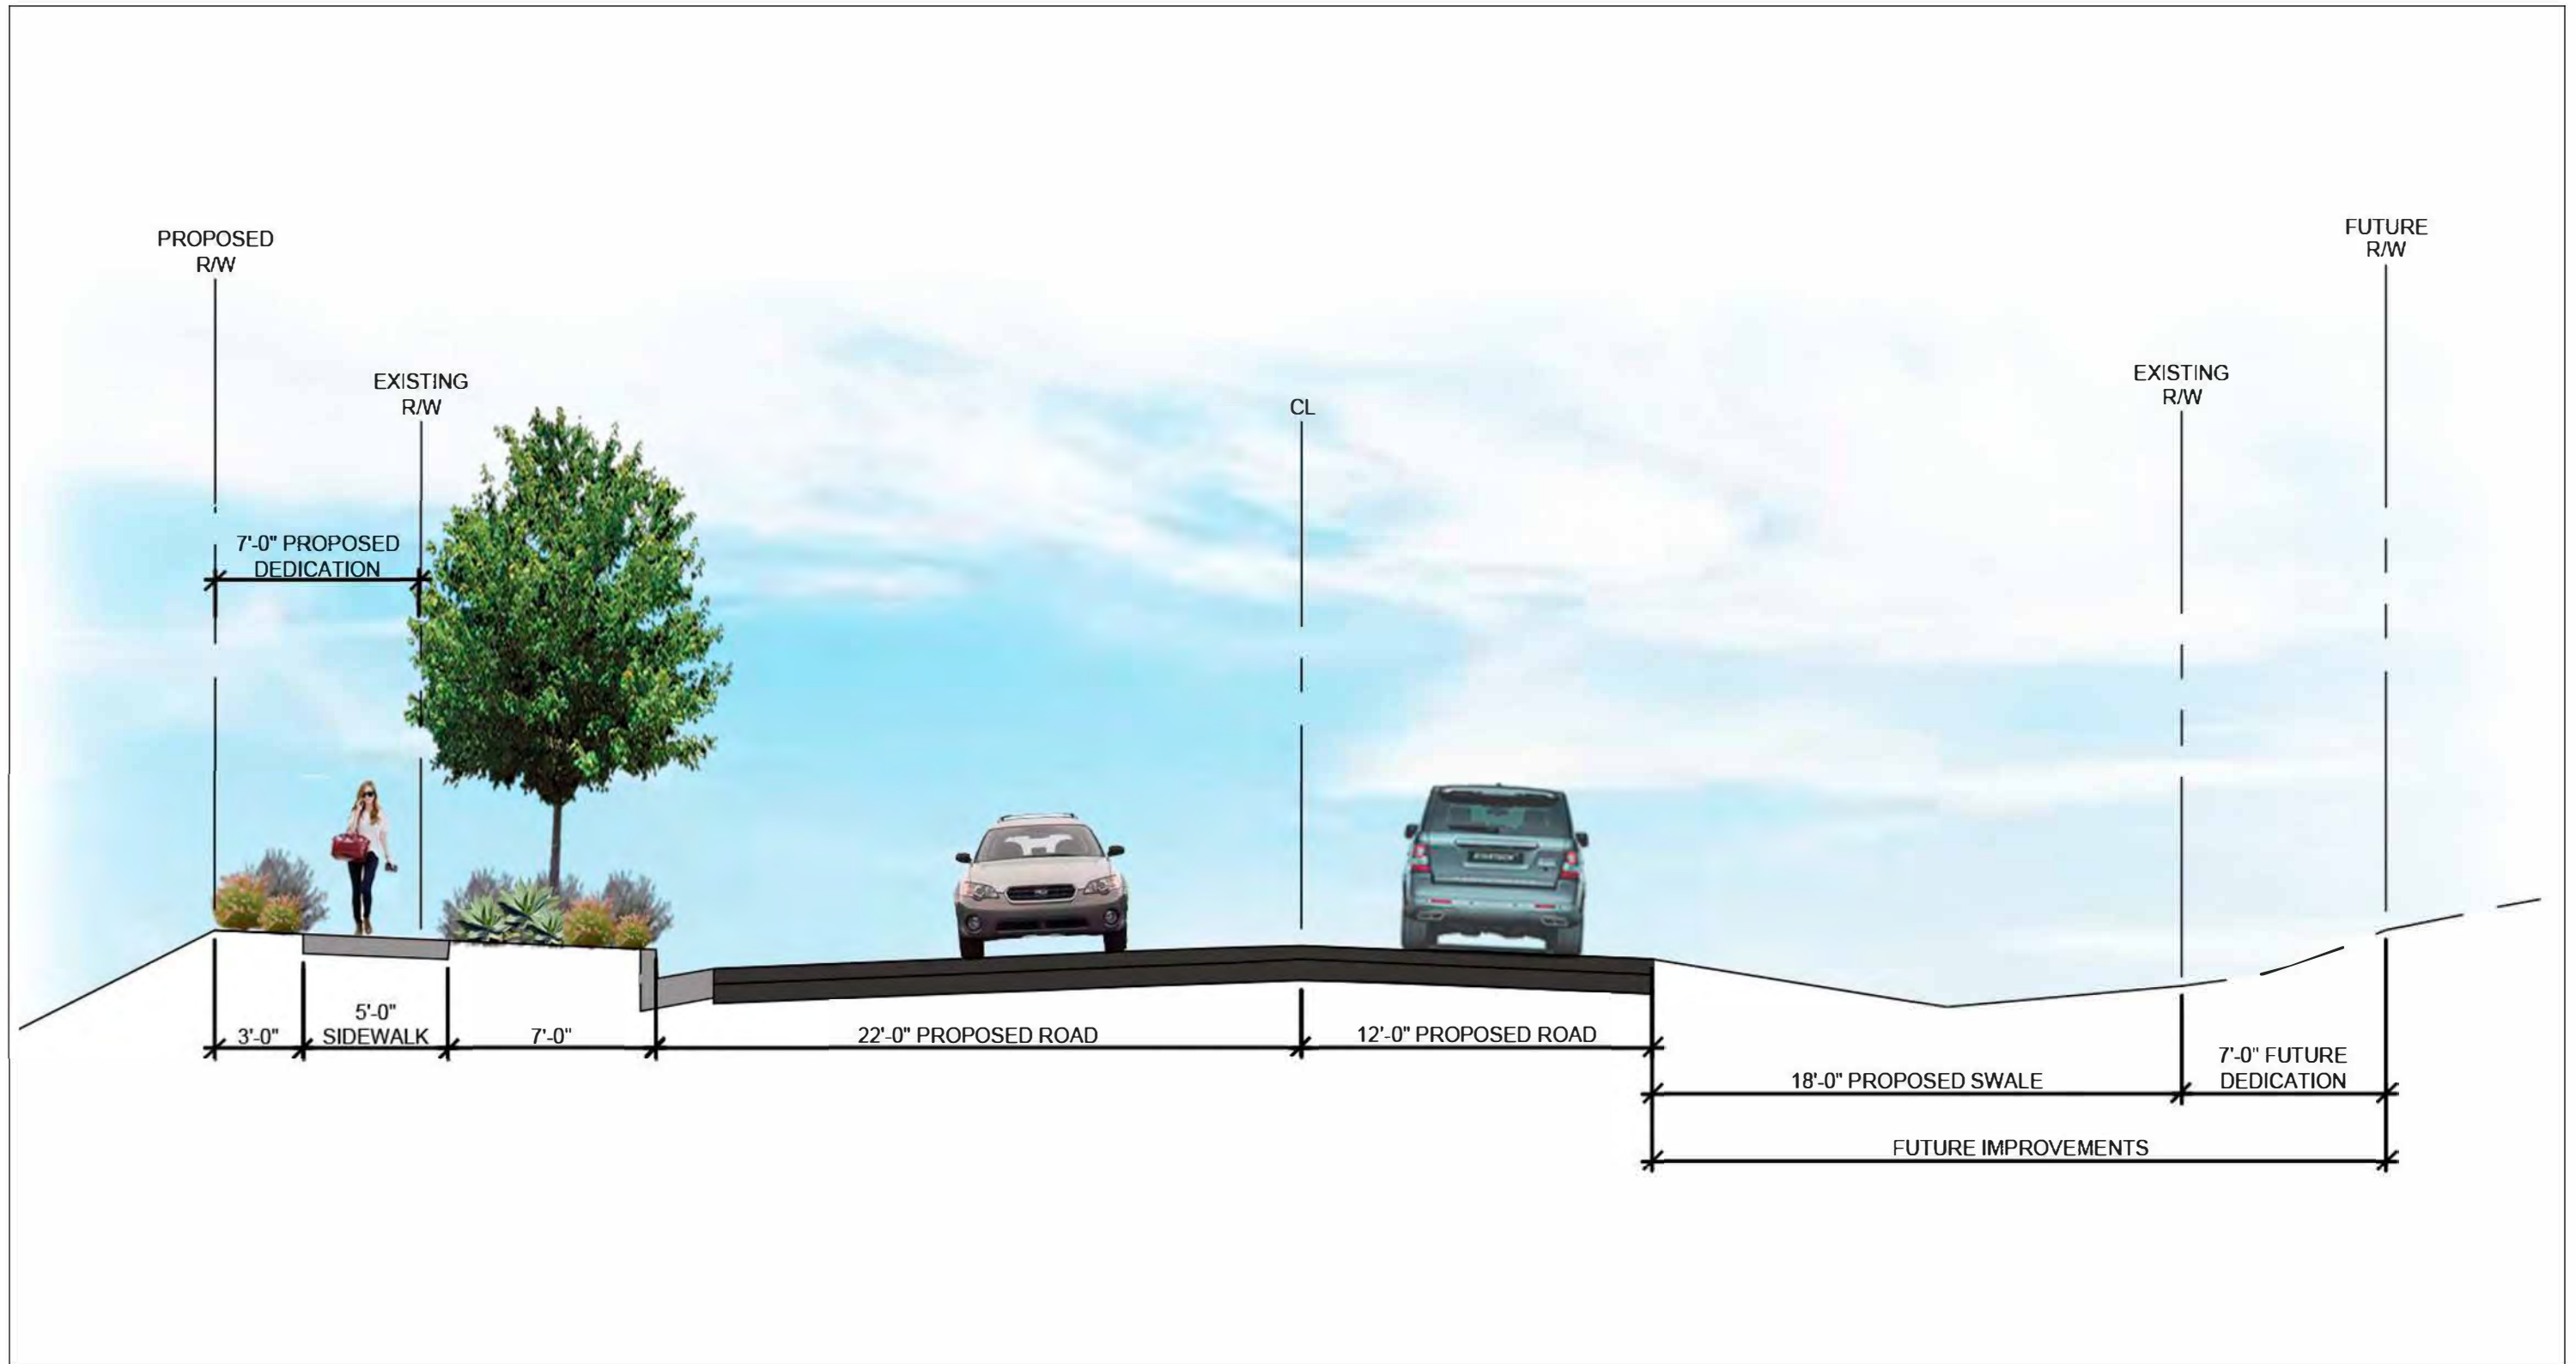 PROPOSED
R/W
FUTURE
R/W
EXISTING
R/W
CL
EXISTING
R/W
7'-0" PROPOSED
DEDICATION
3'-0"
5'-0"
SIDEWALK
7'-0"
22'-0" PROPOSED ROAD
12'-0" PROPOSED ROAD
18'-0" PROPOSED SWALE
7'-0" FUTURE
DEDICATION
FUTURE IMPROVEMENTS